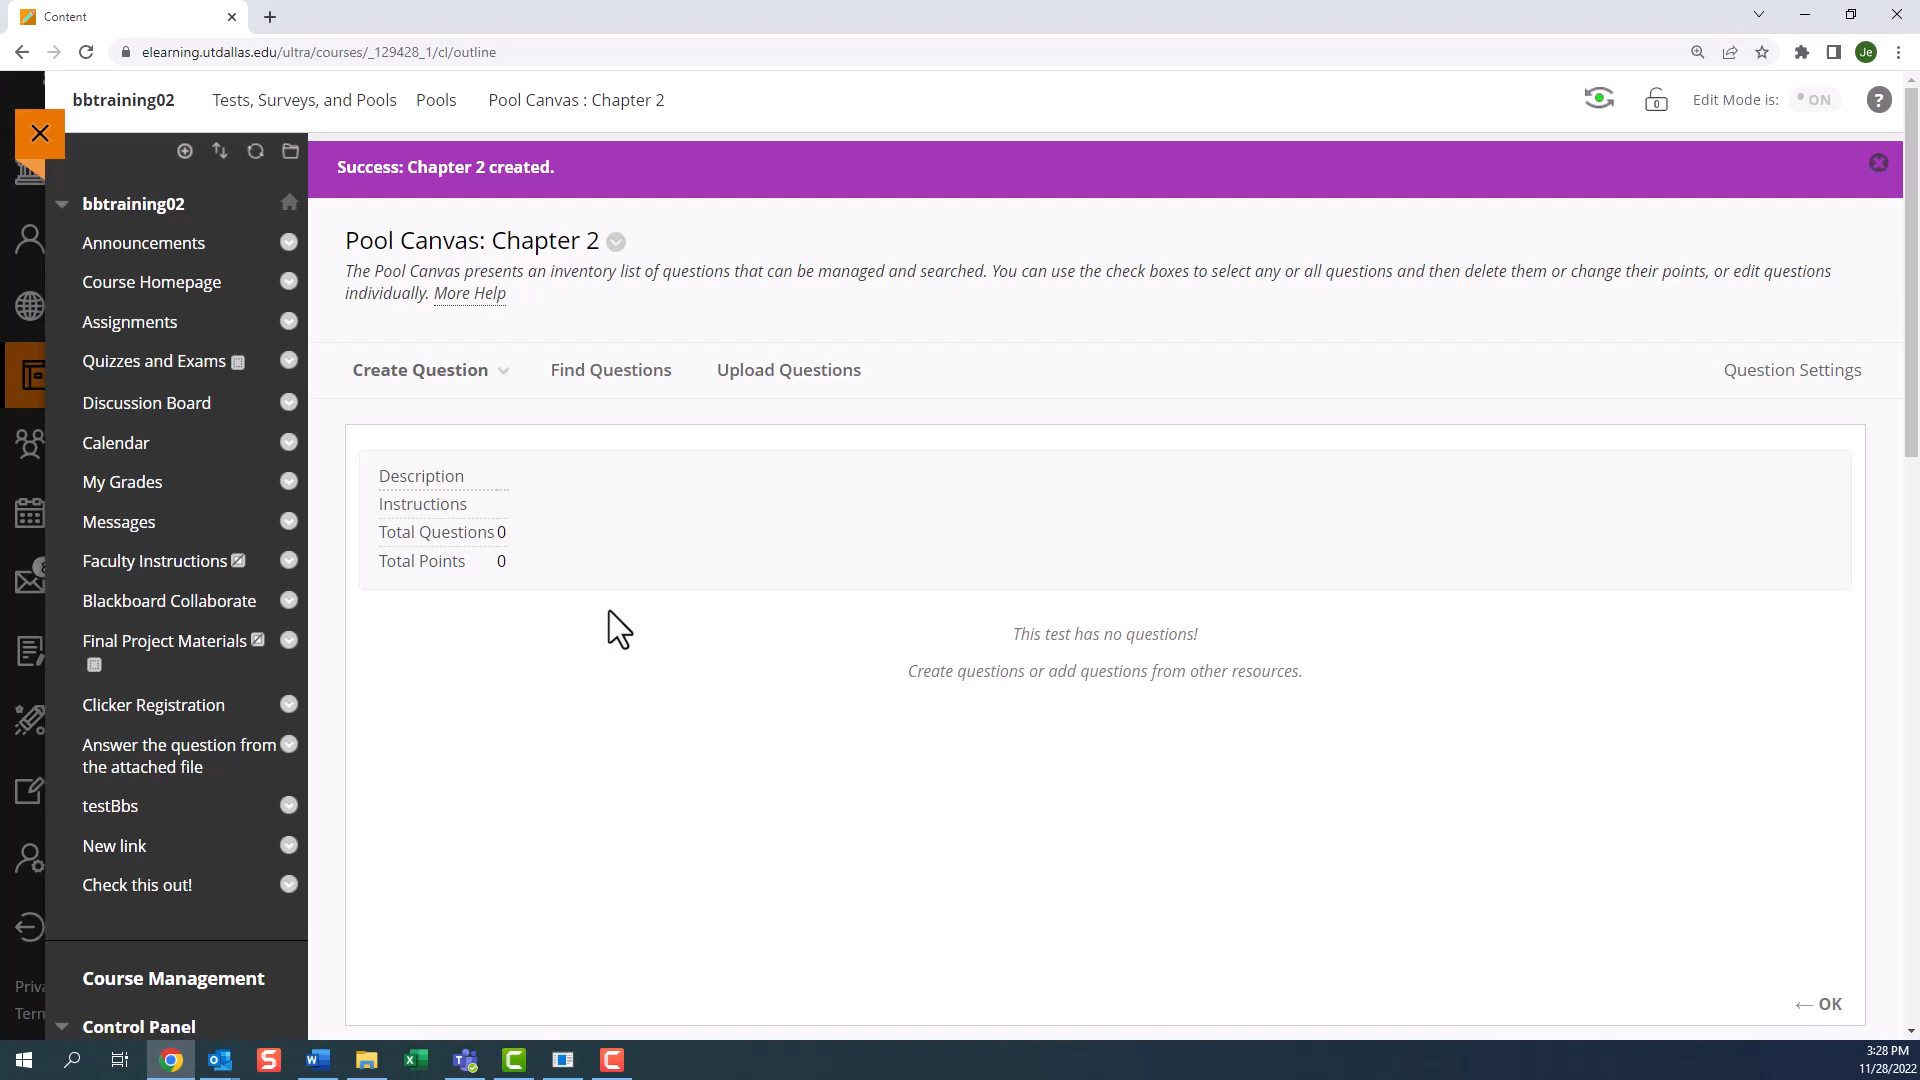 Content
elearning.utdallas.edu/ultra/courses/_129428_1/cl/outline
Je
bbtraining02
Tests, Surveys, and Pools
Pools
Pool Canvas : Chapter 2
Edit Mode is:
ON
?
Success: Chapter 2 created.
bbtraining02
Announcements
Course Homepage
Assignments
Quizzes and Exams
Discussion Board
Calendar
My Grades
Messages
Faculty Instructions
Blackboard Collaborate
Final Project Materials
Clicker Registration
Answer the question from
the attached file
testBbs
New link
Check this out!
Course Management
Control Panel
Priva
Term
Pool Canvas: Chapter 2
The Pool Canvas presents an inventory list of questions that can be managed and searched. You can use the check boxes to select any or all questions and then delete them or change their points, or edit questions
individually. More Help
Create Question
Find Questions
Upload Questions
Question Settings
Description
Instructions
Total Questions 0
Total Points 0
This test has no questions!
Create questions or add questions from other resources.
← OK
3:28 PM
11/28/2022